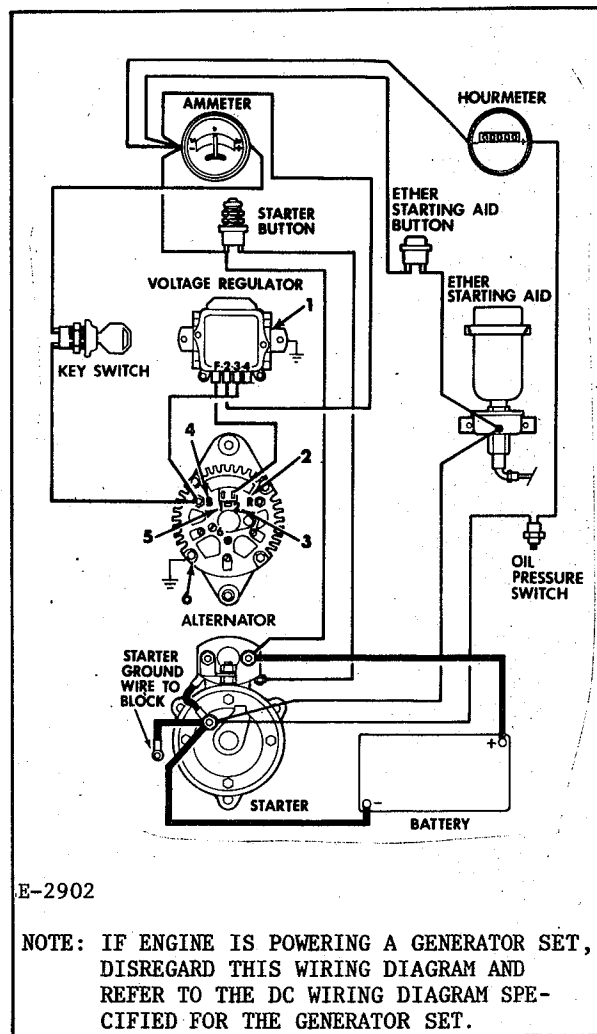 AMMETER
HOURMETER
STARTER
BUTTON
ETHER
STARTING AID
BUTTON
VOLTAGE REGULATOR
1
ETHER
STARTING AID
F-2-3-4
KEY SWITCH
4
2
B
R
5
6
3
6
OIL
PRESSURE
SWITCH
ALTERNATOR
STARTER
GROUND
WIRE TO
BLOCK
+
-
STARTER
BATTERY
E-2902
NOTE: IF ENGINE IS POWERING A GENERATOR SET,
DISREGARD THIS WIRING DIAGRAM AND
REFER TO THE DC WIRING DIAGRAM SPE-
CIFIED FOR THE GENERATOR SET.